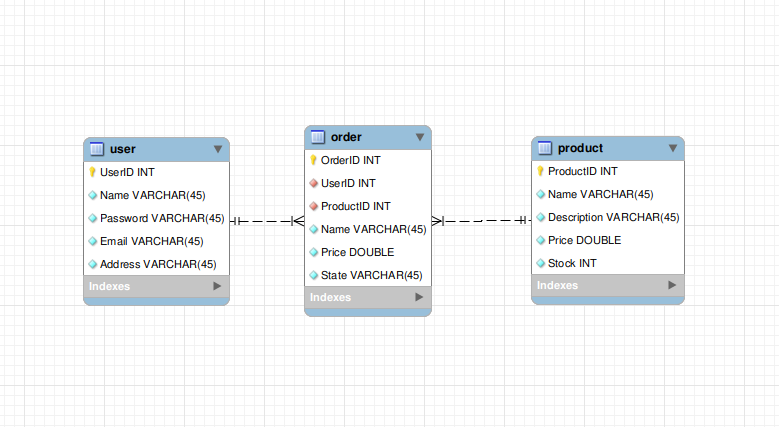 user
UserID INT
Name VARCHAR(45)
Password VARCHAR(45)
Email VARCHAR(45)
Address VARCHAR(45)
Indexes
order
OrderID INT
UserID INT
ProductID INT
Name VARCHAR(45)
Price DOUBLE
State VARCHAR(45)
Indexes
product
ProductID INT
Name VARCHAR(45)
Description VARCHAR(45)
Price DOUBLE
Stock INT
Indexes